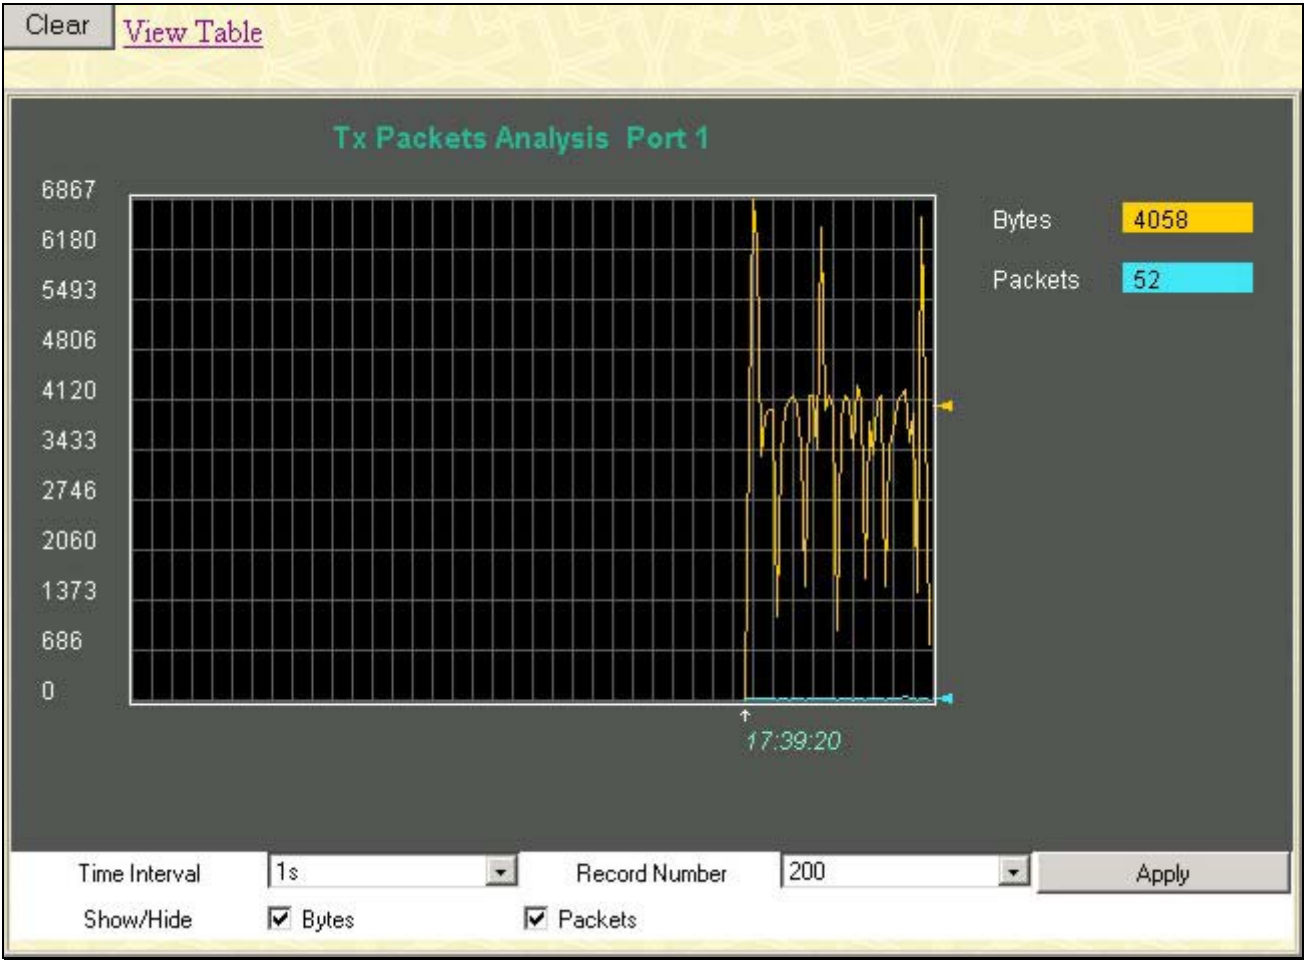 Clear View Table
Tx Packets Analysis Port 1
6867
6180
5493
4806
4120
3433
2746
2060
1373
686
0
Bytes 4058
Packets 52
17:39:20
Time Interval 1s Record Number 200 Apply
Show/Hide Bytes Packets